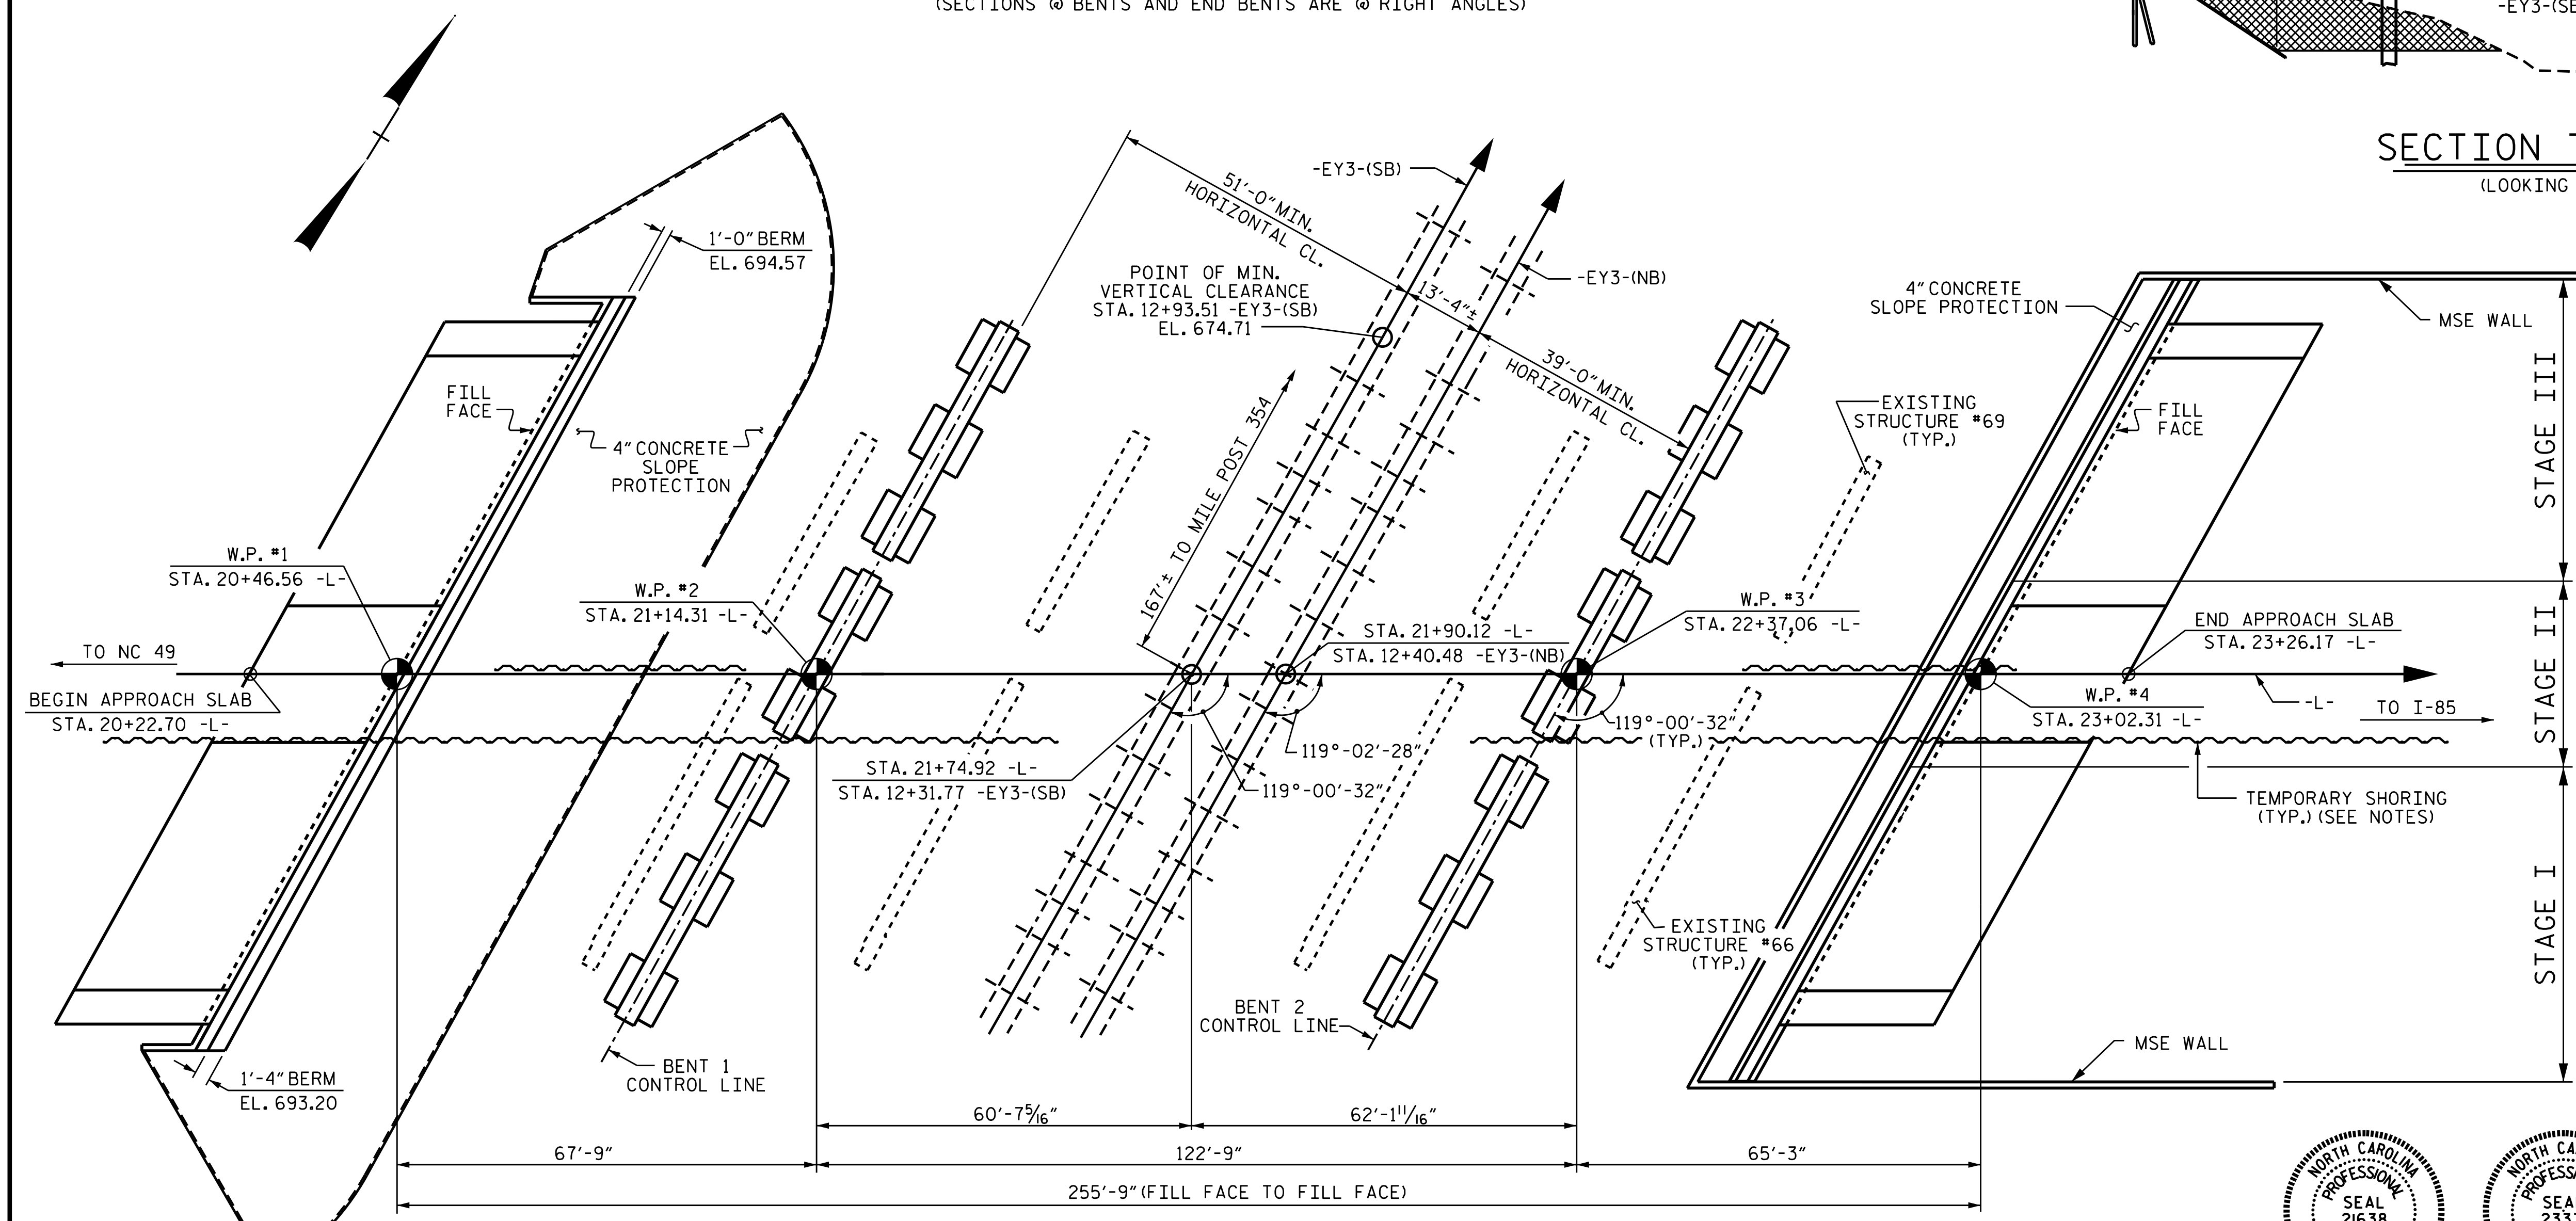 (SECTIONS @ BENTS AND END BENTS ARE @ RIGHT ANGLES)
SECTION
(LOOKING
-EY3-(SB)
51'-0" MIN.
HORIZONTAL CL.
1'-0" BERM
EL. 694.57
POINT OF MIN.
VERTICAL CLEARANCE
STA. 12+93.51 -EY3-(SB)
EL. 674.71
13'-4"±
-EY3-(NB)
4" CONCRETE
SLOPE PROTECTION
MSE WALL
39'-0" MIN.
HORIZONTAL CL.
FILL
FACE
4" CONCRETE
SLOPE
PROTECTION
167'± TO MILE POST 354
EXISTING
STRUCTURE #69
(TYP.)
FILL
FACE
STAGE III
W.P. #1
STA. 20+46.56 -L-
W.P. #2
STA. 21+14.31 -L-
STA. 21+90.12 -L-
STA. 12+40.48 -EY3-(NB)
W.P. #3
STA. 22+37.06 -L-
END APPROACH SLAB
STA. 23+26.17 -L-
STAGE II
TO NC 49
BEGIN APPROACH SLAB
STA. 20+22.70 -L-
W.P. #4
STA. 23+02.31 -L-
-L-
TO I-85
119°-00'-32"
(TYP.)
119°-02'-28"
119°-00'-32"
STA. 21+74.92 -L-
STA. 12+31.77 -EY3-(SB)
TEMPORARY SHORING
(TYP.) (SEE NOTES)
STAGE I
EXISTING
STRUCTURE #66
(TYP.)
BENT 2
CONTROL LINE
BENT 1
CONTROL LINE
MSE WALL
1'-4" BERM
EL. 693.20
60'-7 5/16"
62'-1 11/16"
67'-9"
122'-9"
65'-3"
255'-9" (FILL FACE TO FILL FACE)
NORTH CAROLINA
PROFESSIONAL
SEAL
21638
NORTH